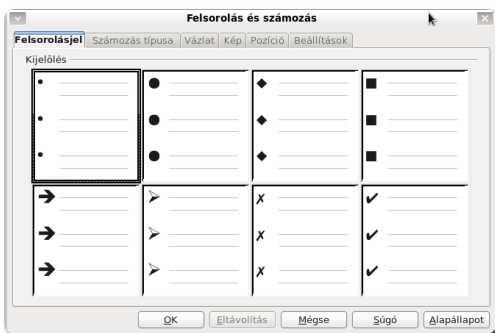 Felsorolás és számozás
Felsorolásjel Számozás típusa Vázlat Kép Pozíció Beállítások
Kijelölés
OK Eltávolítás Mégse Súgó Alapállapot